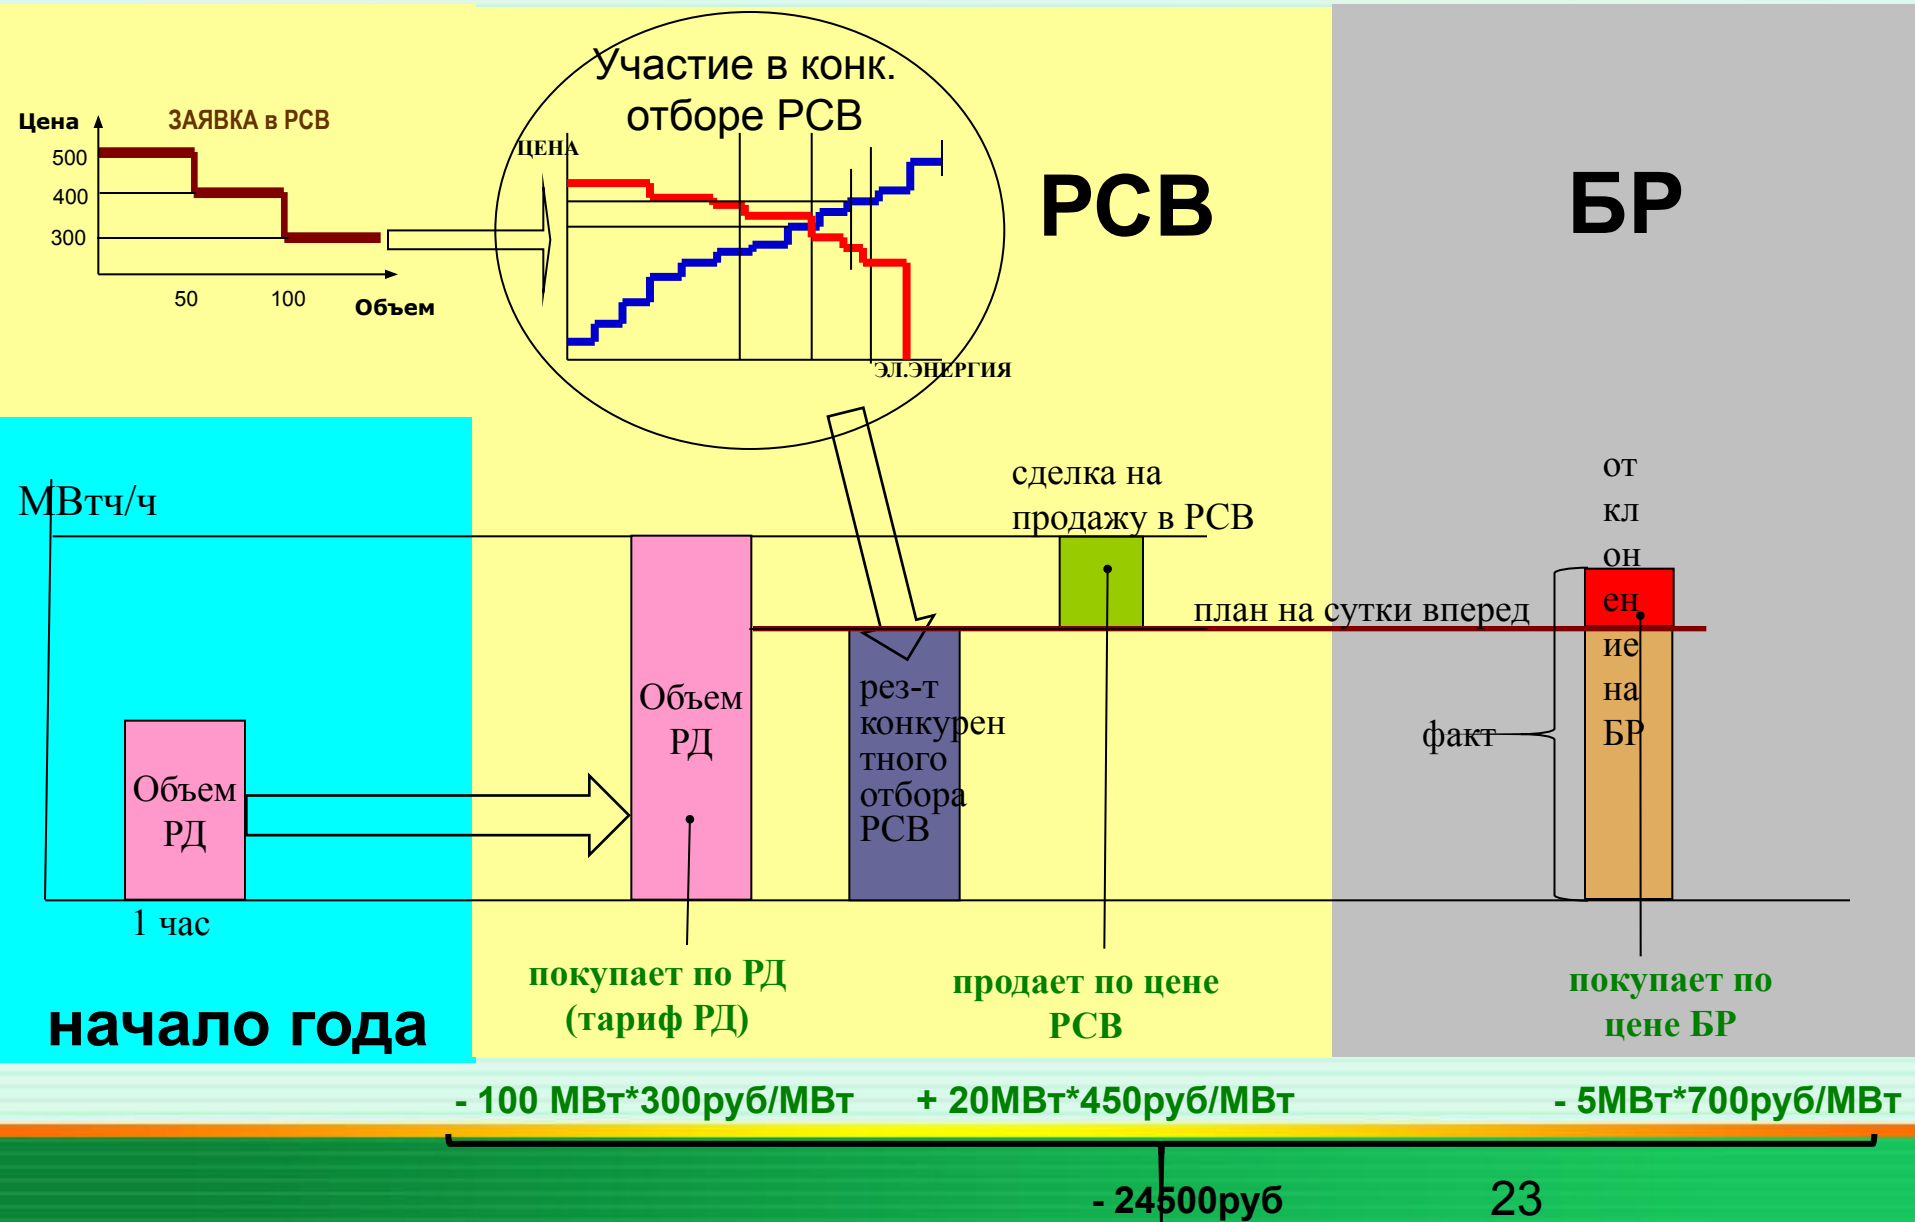 Участие в конк.
отборе РСВ
Цена
ЗАЯВКА в РСВ
500
400
300
50
100
Объем
ЦЕНА
ЭЛ.ЭНЕРГИЯ
РСВ
БР
МВтч/ч
сделка на
продажу в РСВ
от
кл
он
ен
ие
на
БР
план на сутки вперед
Объем
РД
Объем
РД
рез-т
конкурен
тного
отбора
РСВ
факт
1 час
начало года
покупает по РД
(тариф РД)
продает по цене
РСВ
покупает по
цене БР
- 100 МВт*300руб/МВт
+ 20МВт*450руб/МВт
- 5МВт*700руб/МВт
- 24500руб
23